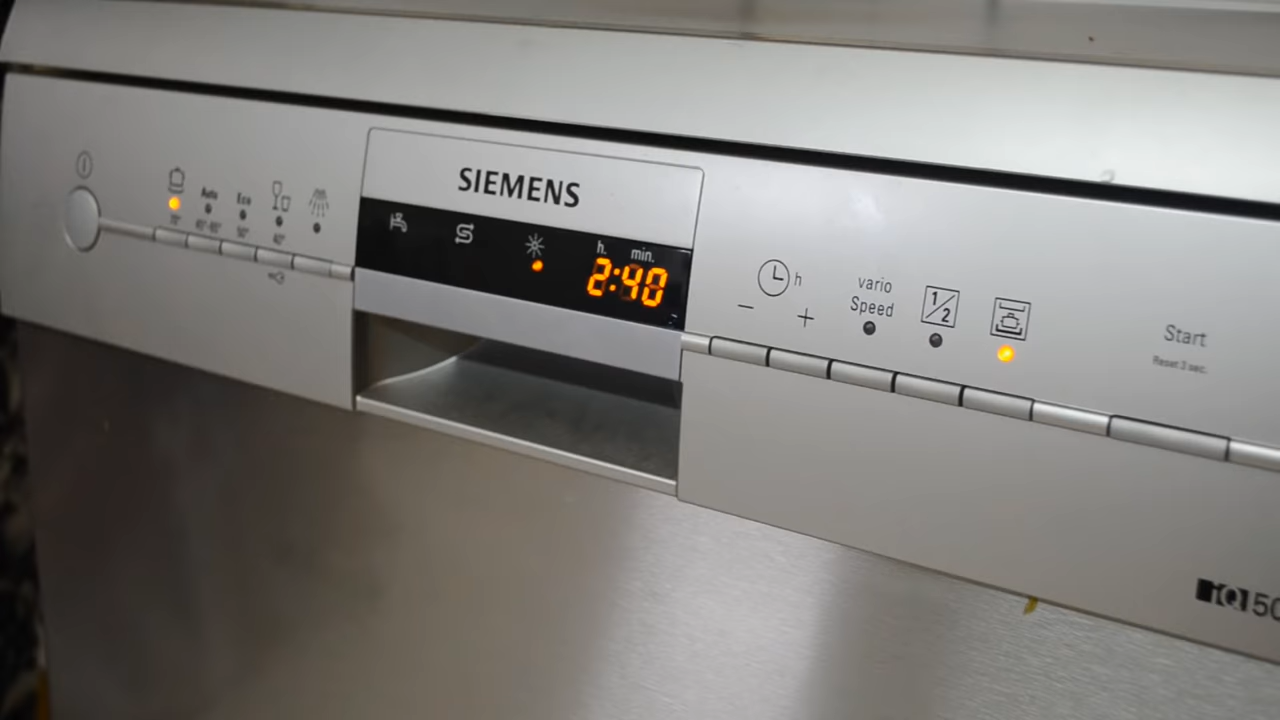 Auto
Eco
70°
45°-65°
50°
40°
SIEMENS
h. min.
2:40
h
- +
vario
Speed
1/2
Start
Reset 3 sec.
iQ50